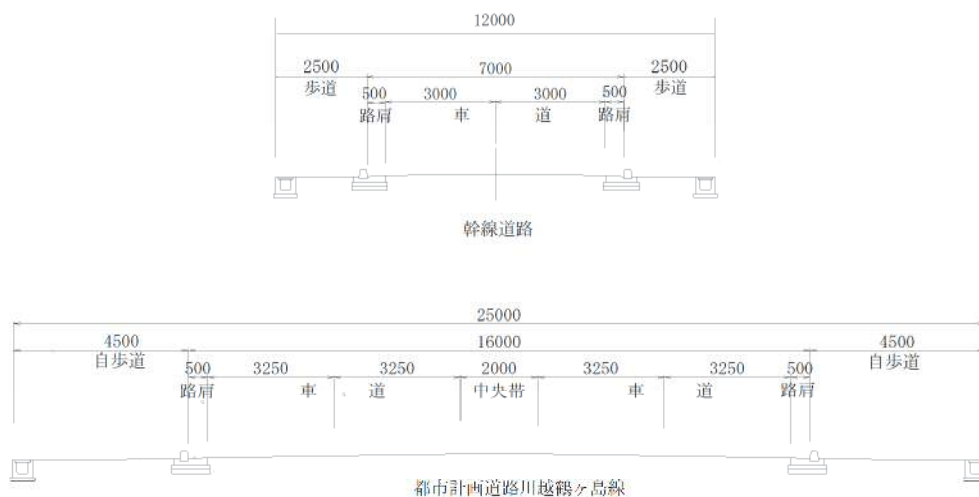 12000
2500 7000 2500
歩道 歩道
500 3000 3000 500
路肩 車 道 路肩
幹線道路
25000
4500 16000 4500
自歩道 自歩道
500 3250 3250 2000 3250 3250 500
路肩 車 道 中央帯 車 道 路肩
都市計画道路川越鶴ヶ島線